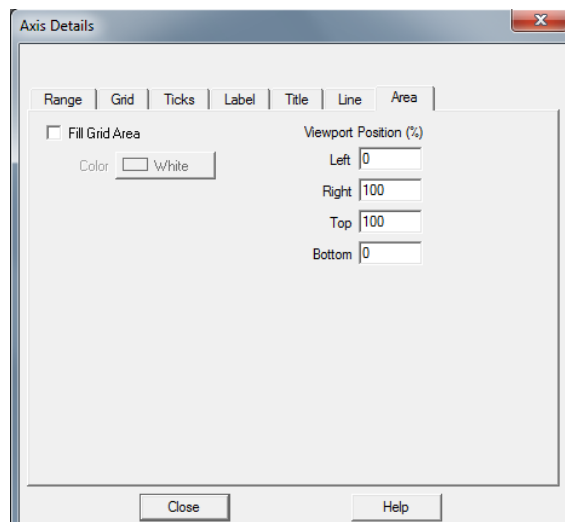 Axis Details
Range Grid Ticks Label Title Line Area
Fill Grid Area
Color White
Viewport Position (%)
Left 0
Right 100
Top 100
Bottom 0
Close Help